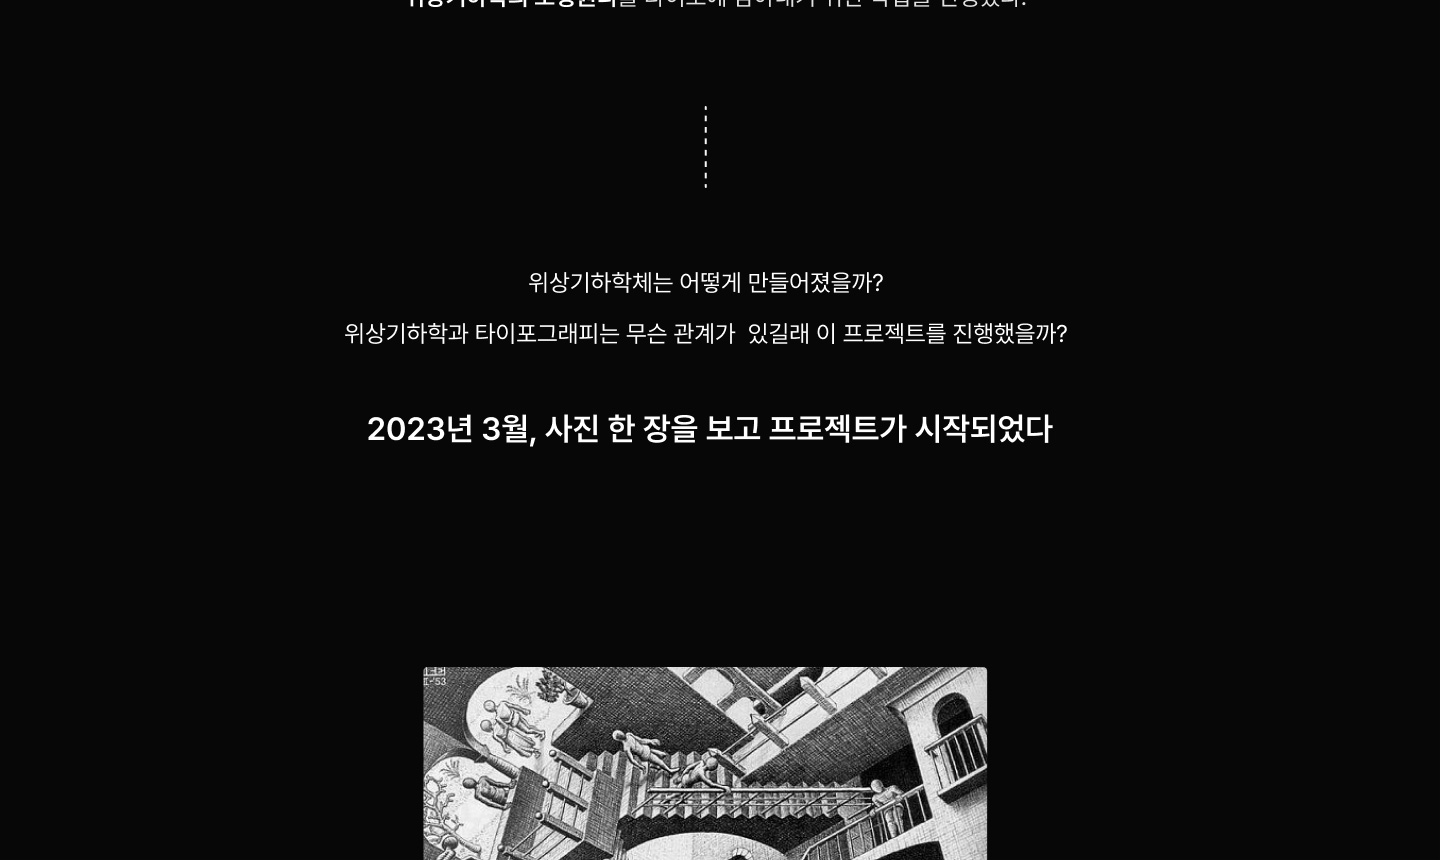 위상기하학체는 어떻게 만들어졌을까?
위상기하학과 타이포그래피는 무슨 관계가  있길래 이 프로젝트를 진행했을까?
2023년 3월, 사진 한 장을 보고 프로젝트가 시작되었다